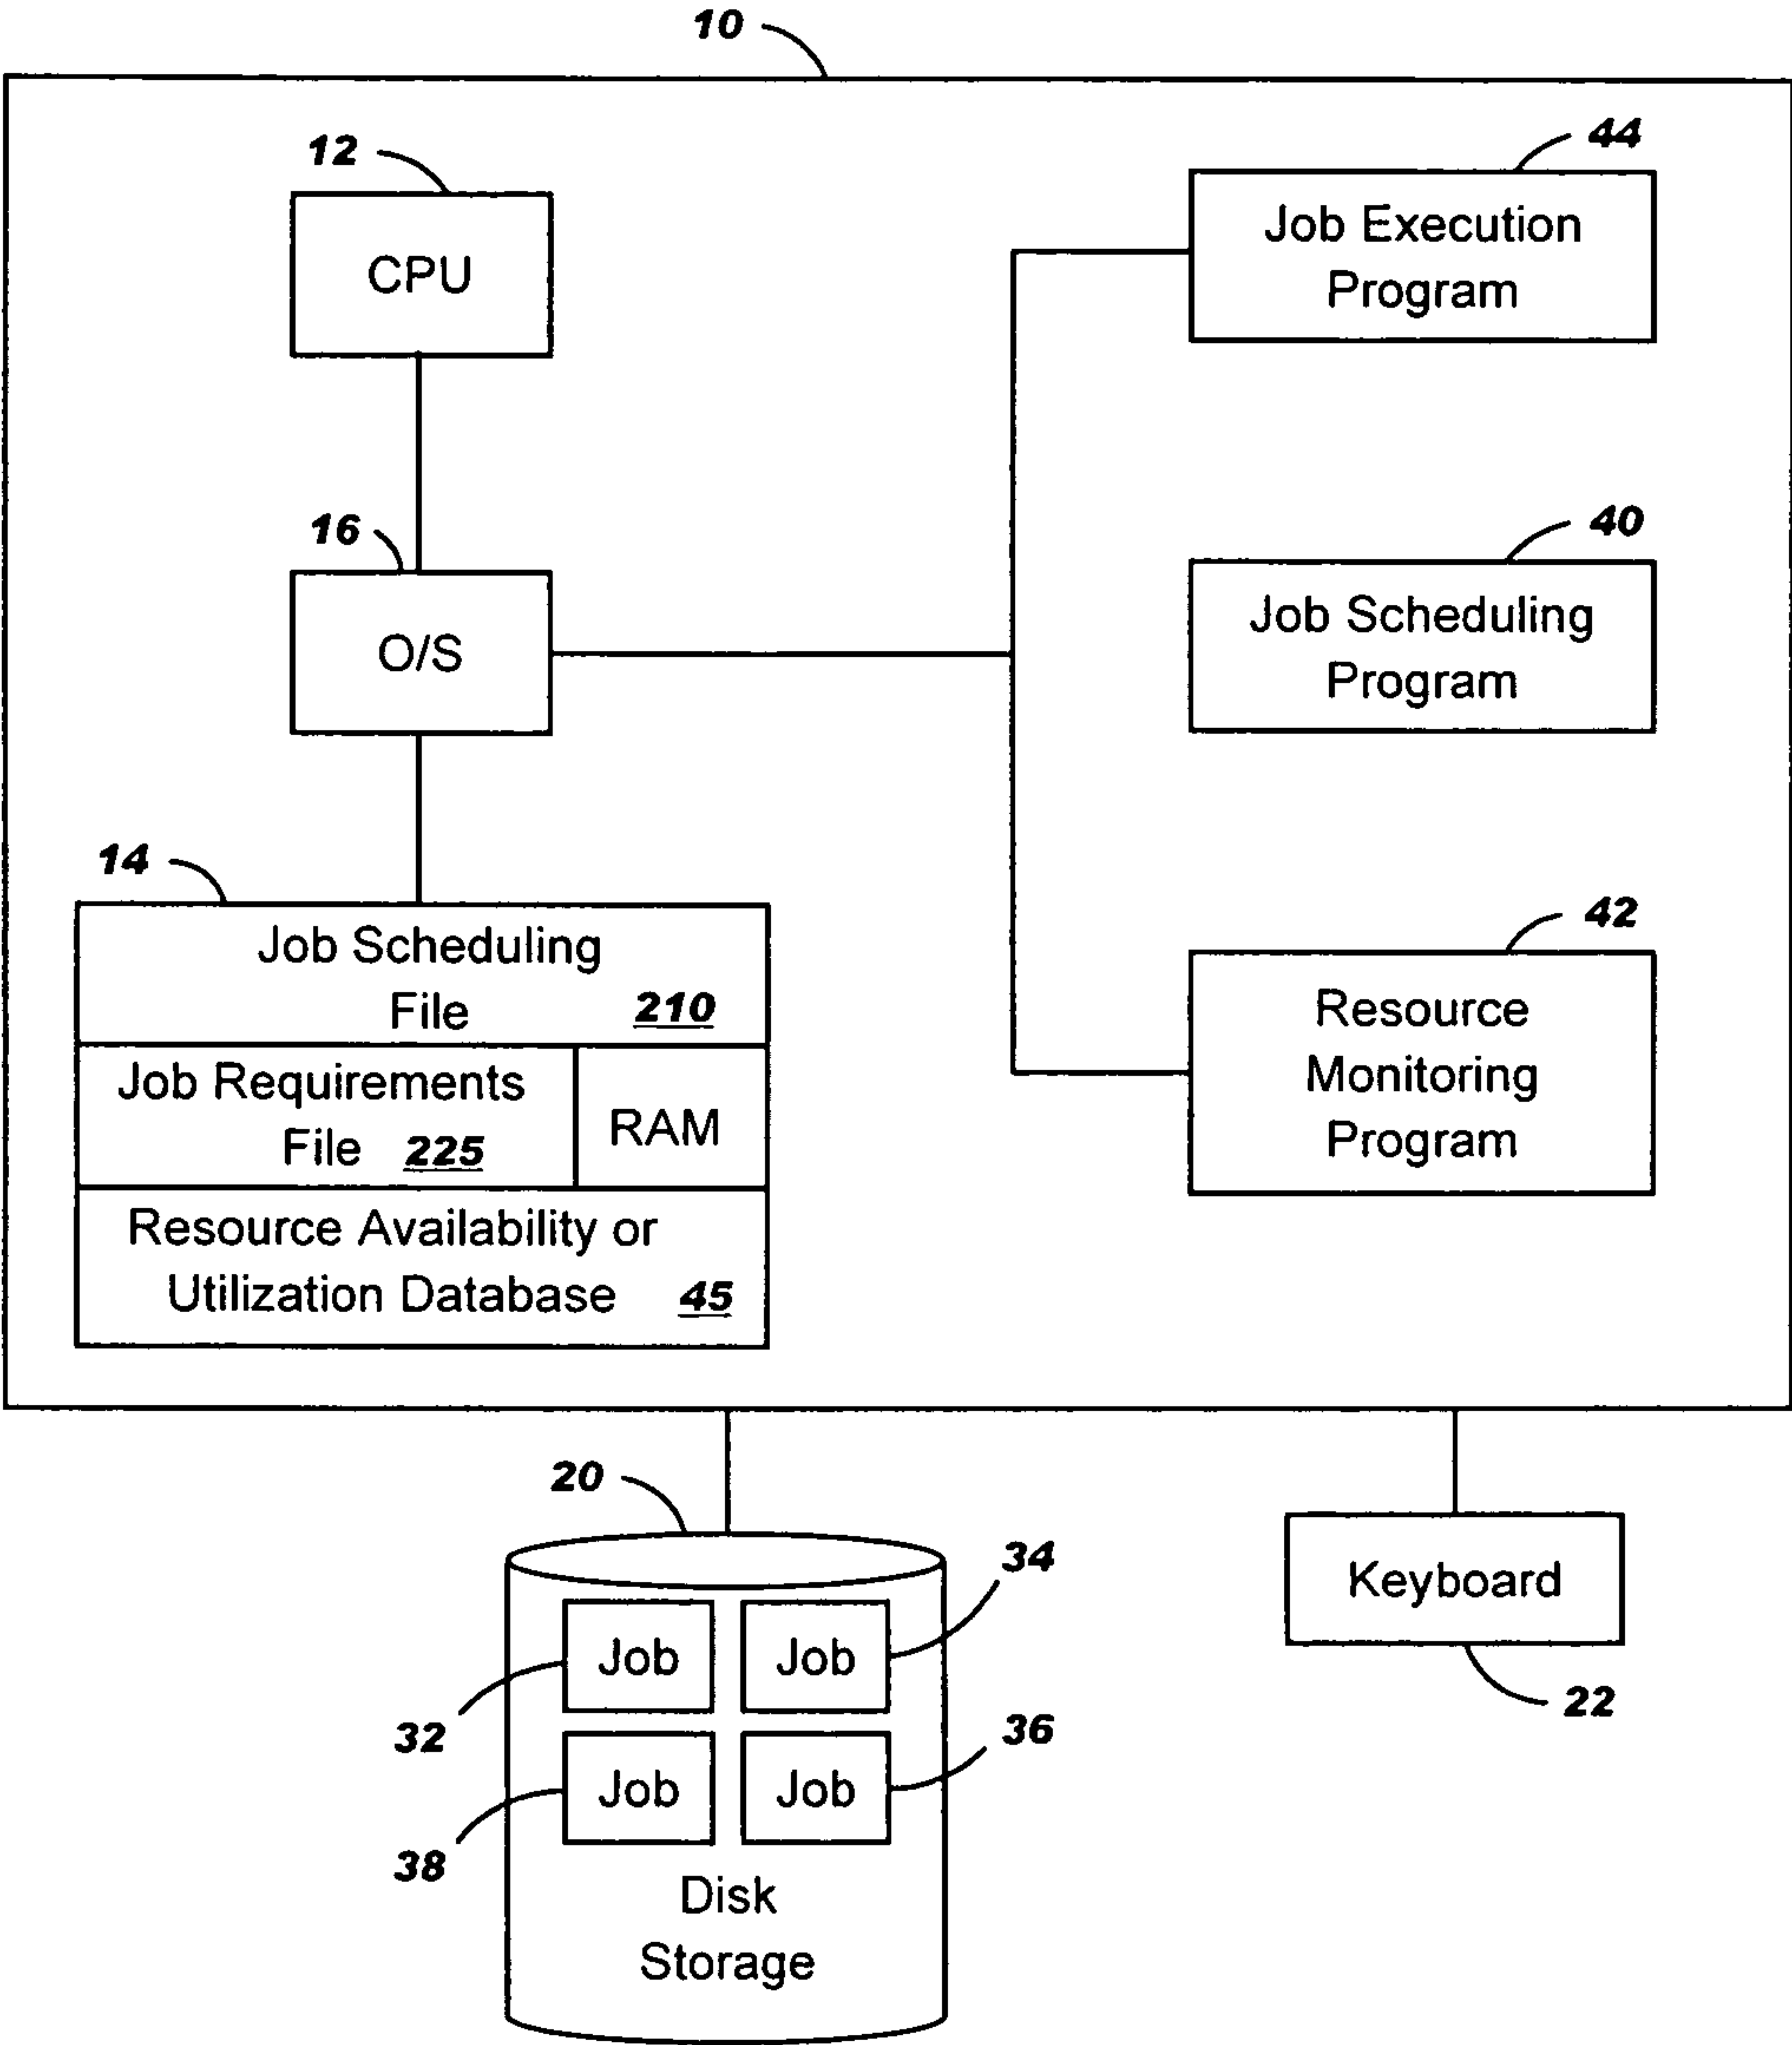 10
12
CPU
44
Job Execution
Program
16
O/S
40
Job Scheduling
Program
14
Job Scheduling
File 210
Job Requirements
File 225
RAM
Resource Availability or
Utilization Database 45
42
Resource
Monitoring
Program
20
34
Job Job
32
36
Job Job
38
Disk
Storage
Keyboard
22